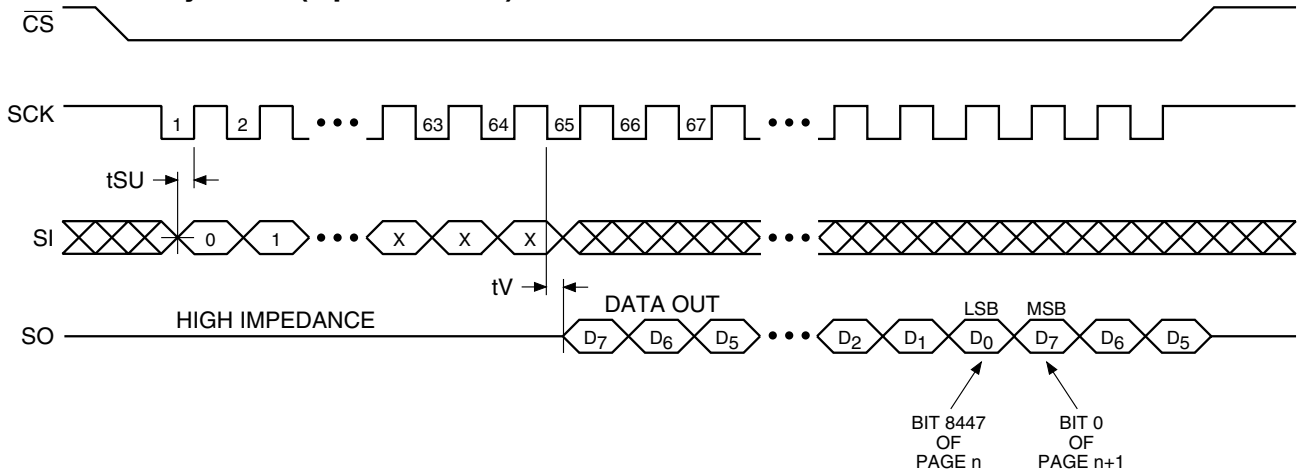 CS
SCK
1 2 • • • 63 64 65 66 67 • • •
tSU
SI
0 1 • • • X X X • • •
tV
DATA OUT
HIGH IMPEDANCE
LSB MSB
SO
D7 D6 D5 • • • D2 D1 D0 D7 D6 D5
BIT 8447
OF
PAGE n
BIT 0
OF
PAGE n+1